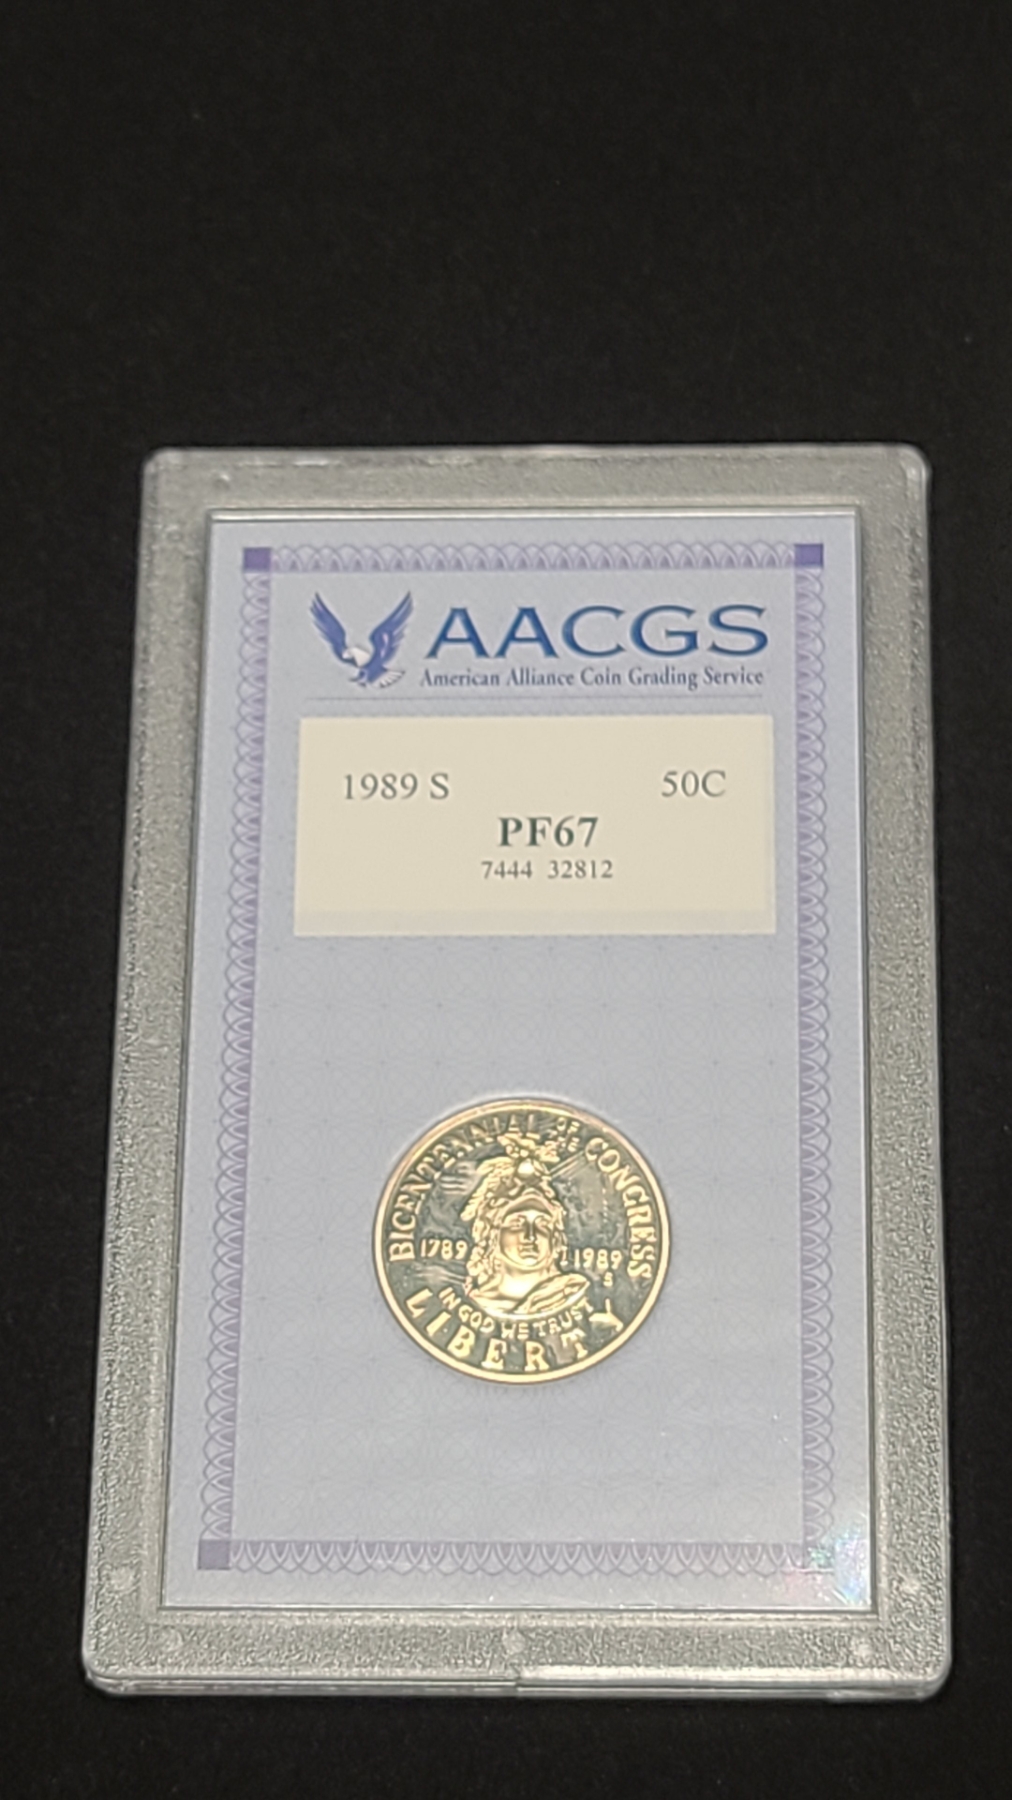 AACGS
American Alliance Coin Grading Service
1989 S 50C
PF67
7444 32812
BICENTENNIAL OF THE CONGRESS
1789 1989
S
IN GOD WE TRUST
LIBERTY